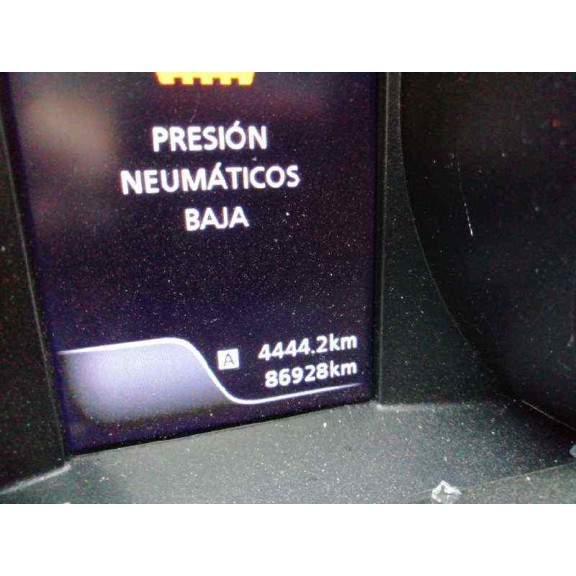 PRESIÓN
NEUMÁTICOS
BAJA
A 4444.2km
86928km